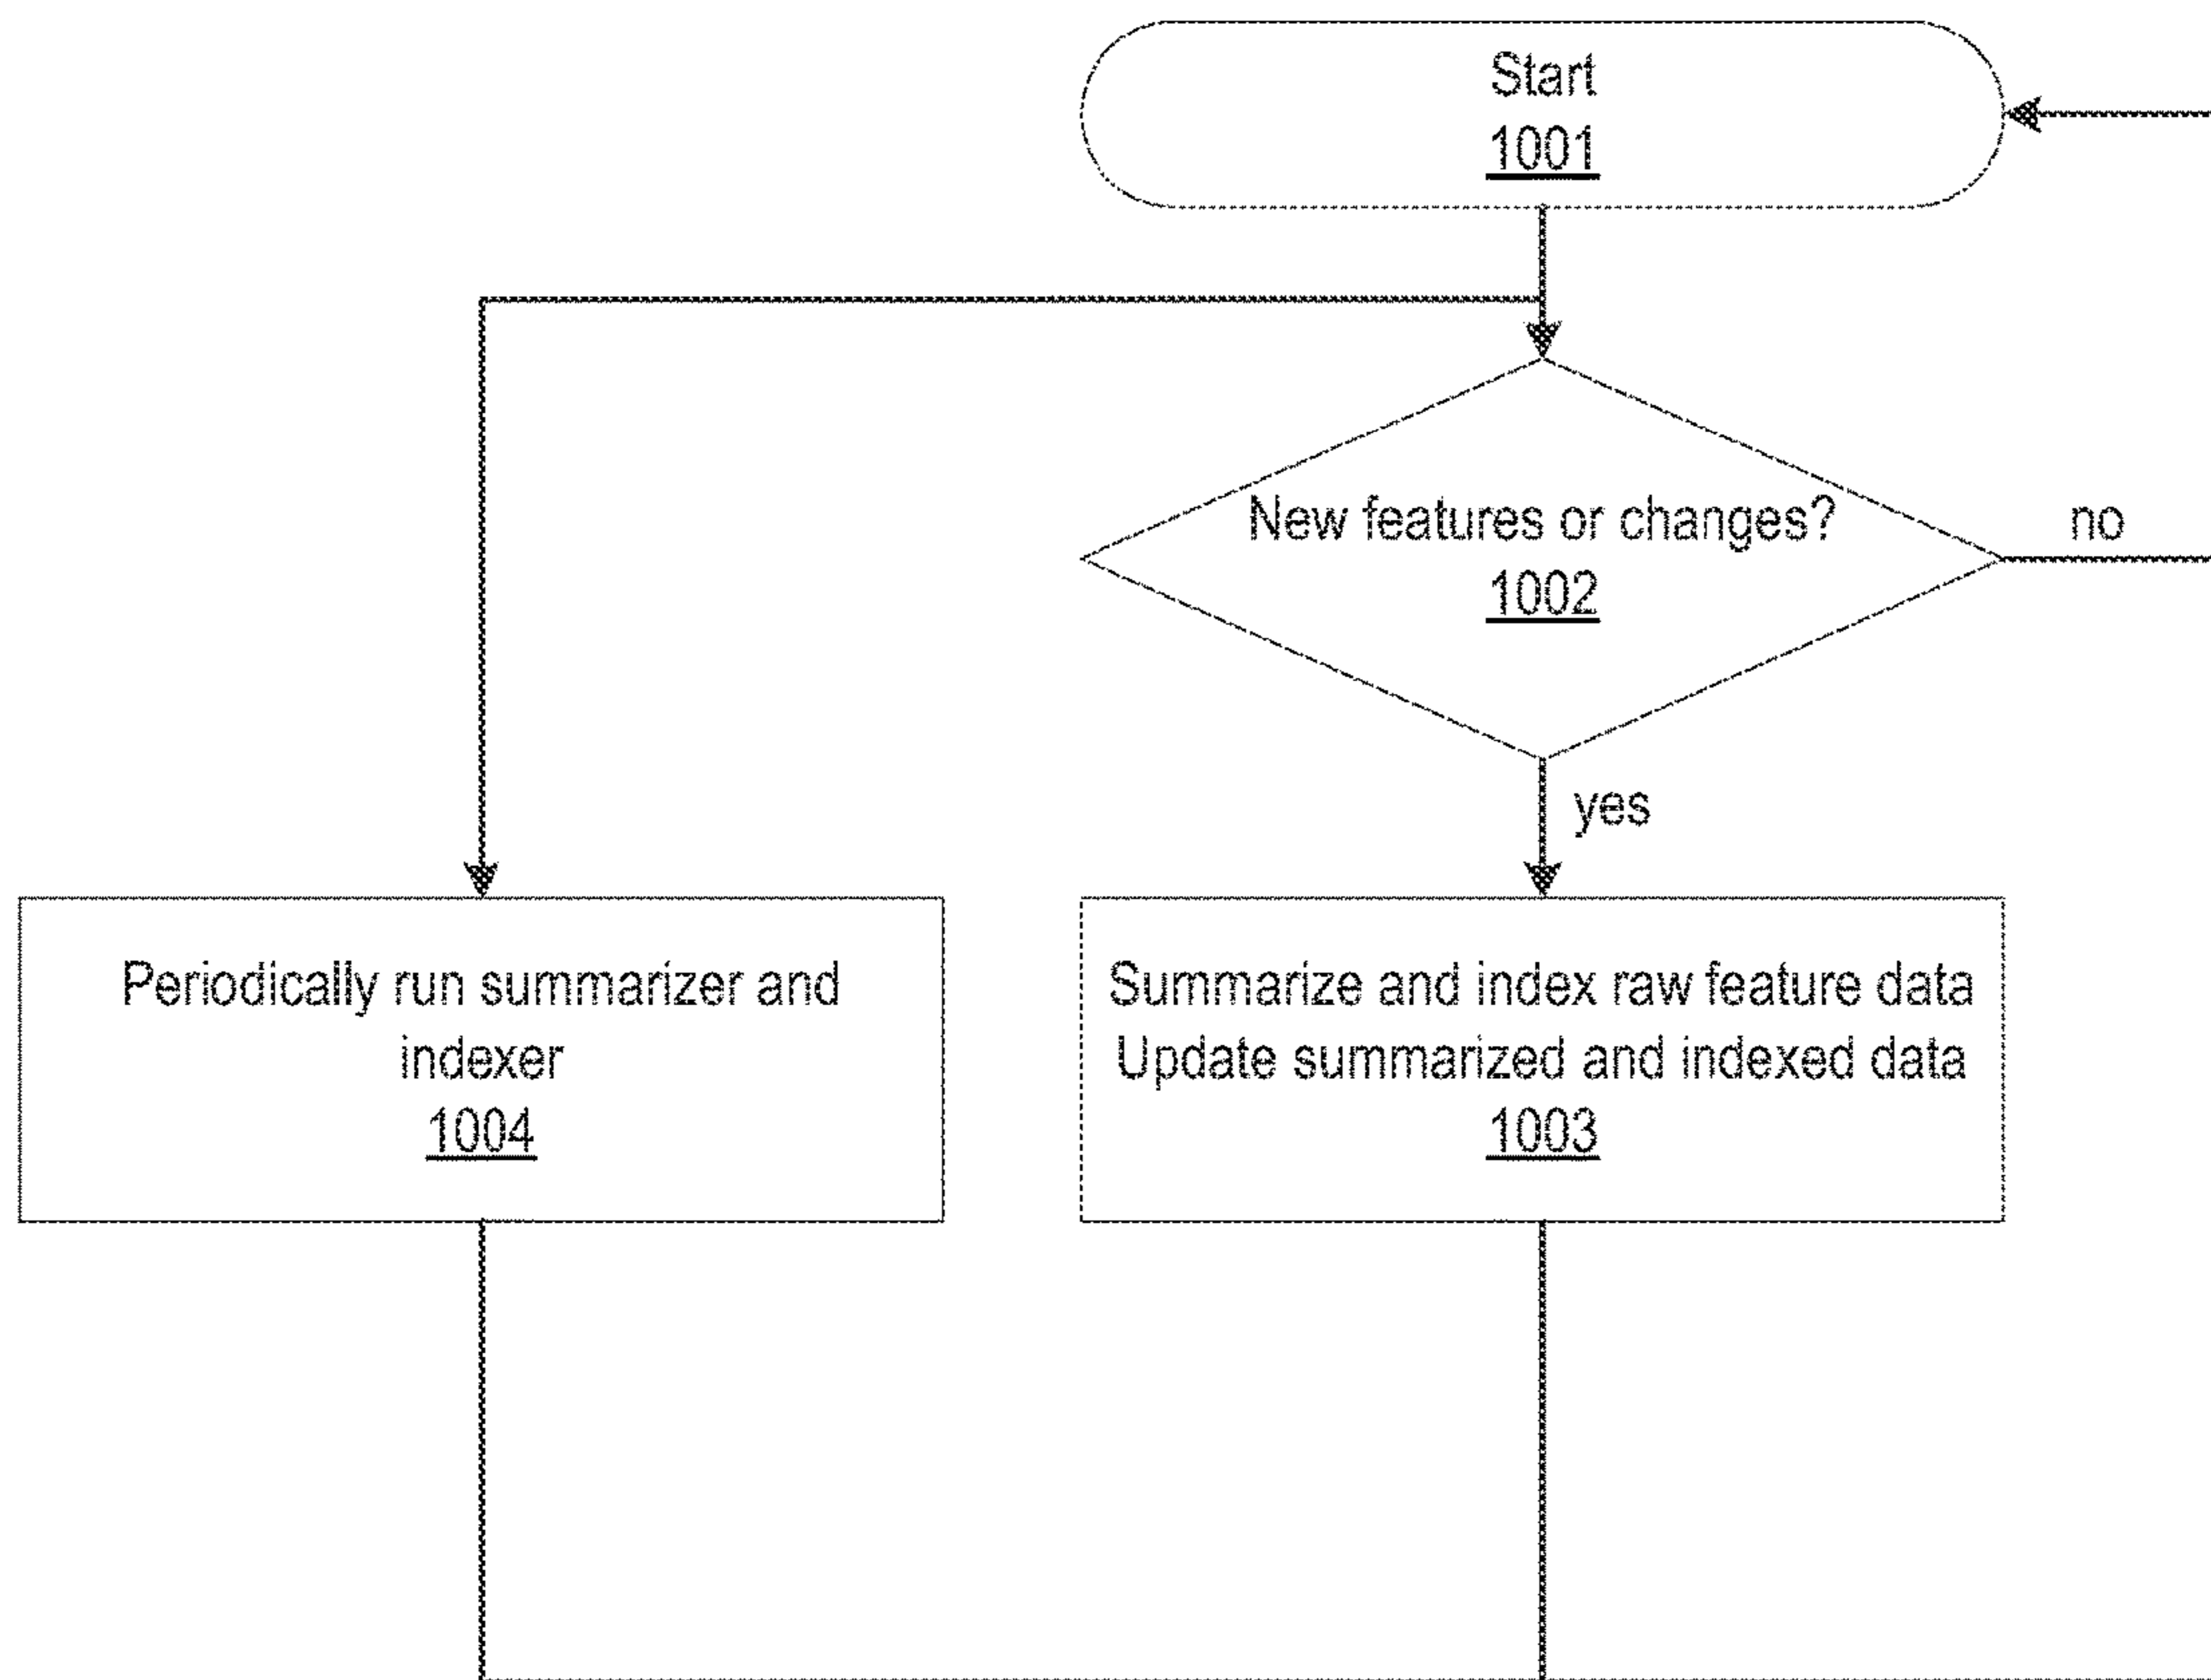 Start
1001
New features or changes?
1002
no
yes
Periodically run summarizer and
indexer
1004
Summarize and index raw feature data
Update summarized and indexed data
1003